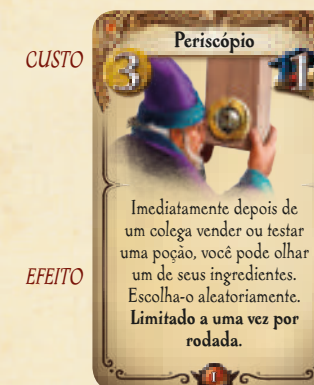 CUSTO
Periscópio
3
1
Imediatamente depois de
um colega vender ou testar
uma poção, você pode olhar
um de seus ingredientes.
Escolha-o aleatoriamente.
Limitado a uma vez por
rodada.
EFEITO
I